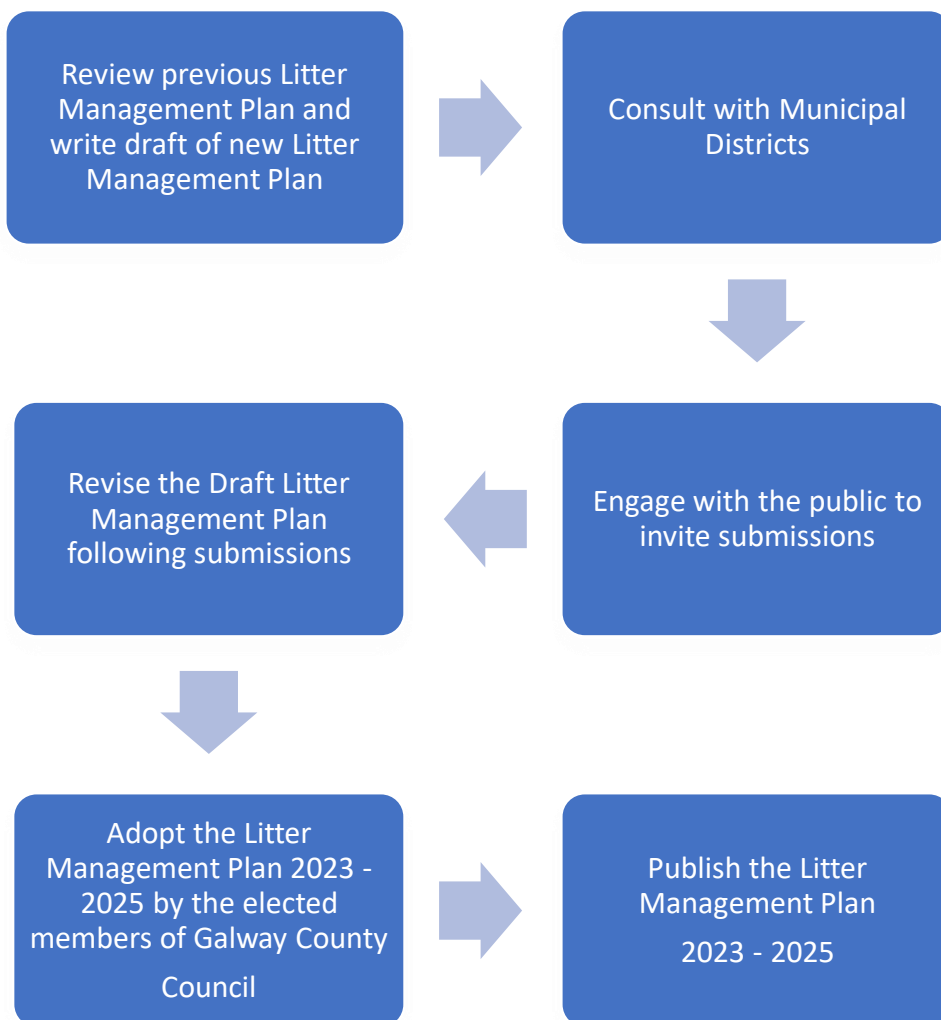 Review previous Litter
Management Plan and
write draft of new Litter
Management Plan
Consult with Municipal
Districts
Engage with the public to
invite submissions
Revise the Draft Litter
Management Plan
following submissions
Adopt the Litter
Management Plan 2023 -
2025 by the elected
members of Galway County
Council
Publish the Litter
Management Plan
2023 - 2025